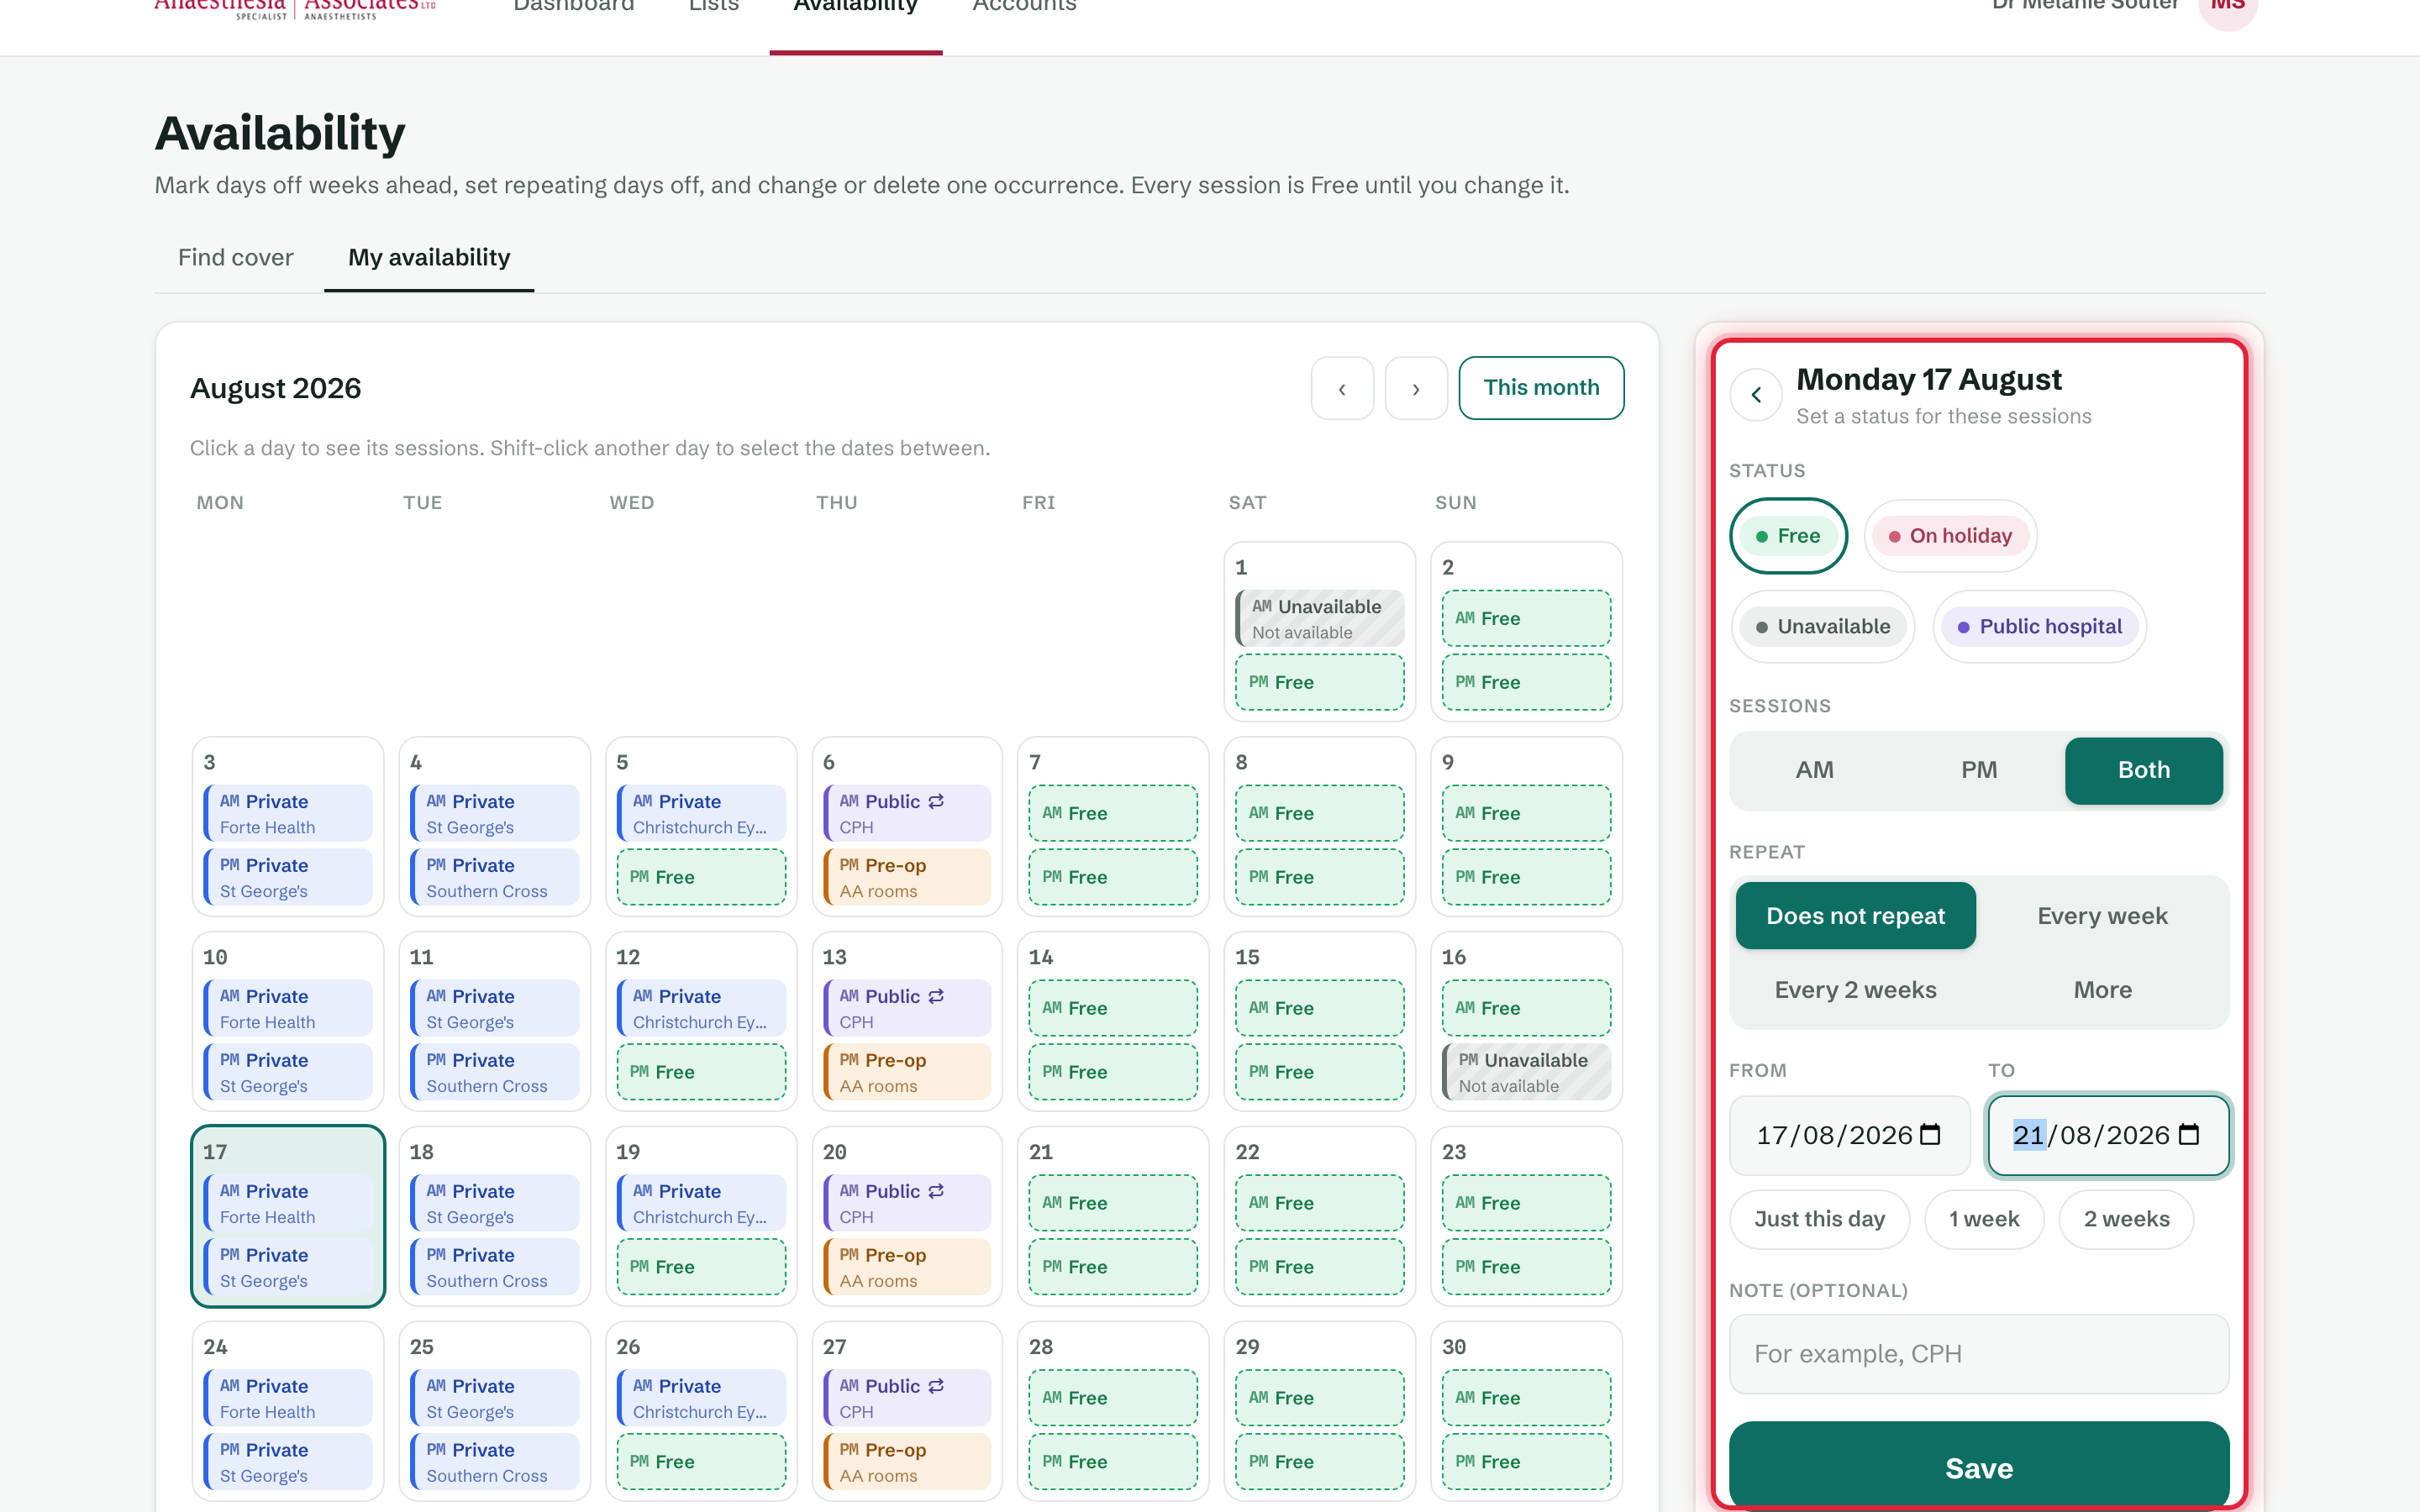 Anaesthesia | Associates LTD
SPECIALIST | ANAESTHETISTS
Dashboard Lists Availability Accounts
Dr Melanie Souter MS
Availability
Mark days off weeks ahead, set repeating days off, and change or delete one occurrence. Every session is Free until you change it.
Find cover My availability
August 2026
‹ › This month
Click a day to see its sessions. Shift-click another day to select the dates between.
MON TUE WED THU FRI SAT SUN
1 2
AM Unavailable AM Free
Not available
PM Free PM Free
3 4 5 6 7 8 9
AM Private AM Private AM Private AM Public AM Free AM Free AM Free
Forte Health St George's Christchurch Ey... CPH
PM Private PM Private PM Free PM Pre-op PM Free PM Free PM Free
St George's Southern Cross AA rooms
10 11 12 13 14 15 16
AM Private AM Private AM Private AM Public AM Free AM Free AM Free
Forte Health St George's Christchurch Ey... CPH
PM Private PM Private PM Free PM Pre-op PM Free PM Free PM Unavailable
St George's Southern Cross AA rooms Not available
17 18 19 20 21 22 23
AM Private AM Private AM Private AM Public AM Free AM Free AM Free
Forte Health St George's Christchurch Ey... CPH
PM Private PM Private PM Free PM Pre-op PM Free PM Free PM Free
St George's Southern Cross AA rooms
24 25 26 27 28 29 30
AM Private AM Private AM Private AM Public AM Free AM Free AM Free
Forte Health St George's Christchurch Ey... CPH
PM Private PM Private PM Free PM Pre-op PM Free PM Free PM Free
St George's Southern Cross AA rooms
Monday 17 August
Set a status for these sessions
STATUS
Free On holiday
Unavailable Public hospital
SESSIONS
AM PM Both
REPEAT
Does not repeat Every week
Every 2 weeks More
FROM TO
17/08/2026 21/08/2026
Just this day 1 week 2 weeks
NOTE (OPTIONAL)
For example, CPH
Save